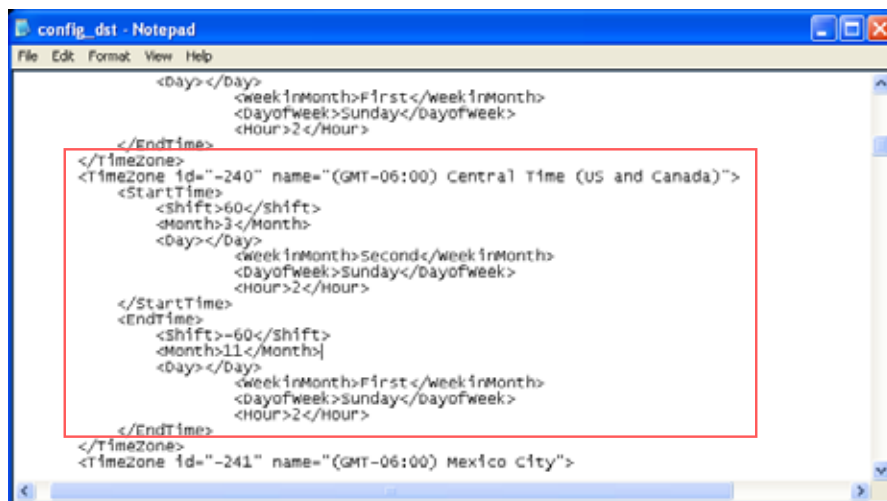 config_dst - Notepad
File Edit Format View Help
<Day></Day>
<WeekinMonth>First</WeekinMonth>
<DayofWeek>Sunday</DayofWeek>
<Hour>2</Hour>
</EndTime>
</TimeZone>
<TimeZone id="-240" name="(GMT-06:00) Central Time (US and Canada)">
<StartTime>
<Shift>60</Shift>
<Month>3</Month>
<Day></Day>
<WeekinMonth>Second</WeekinMonth>
<DayofWeek>Sunday</DayofWeek>
<Hour>2</Hour>
</StartTime>
<EndTime>
<Shift>-60</Shift>
<Month>11</Month>
<Day></Day>
<WeekinMonth>First</WeekinMonth>
<DayofWeek>Sunday</DayofWeek>
<Hour>2</Hour>
</EndTime>
</TimeZone>
<TimeZone id="-241" name="(GMT-06:00) Mexico City">